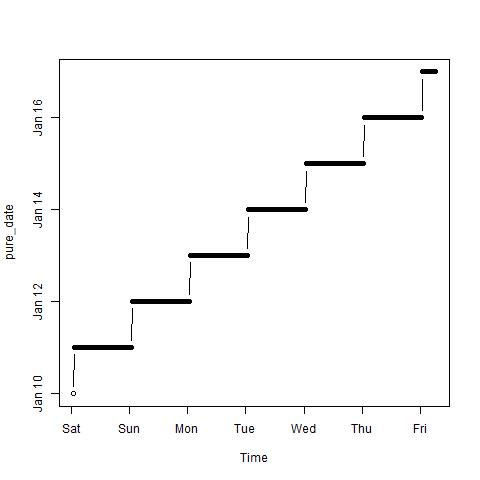 pure_date
Jan 16
Jan 14
Jan 12
Jan 10
Sat Sun Mon Tue Wed Thu Fri
Time